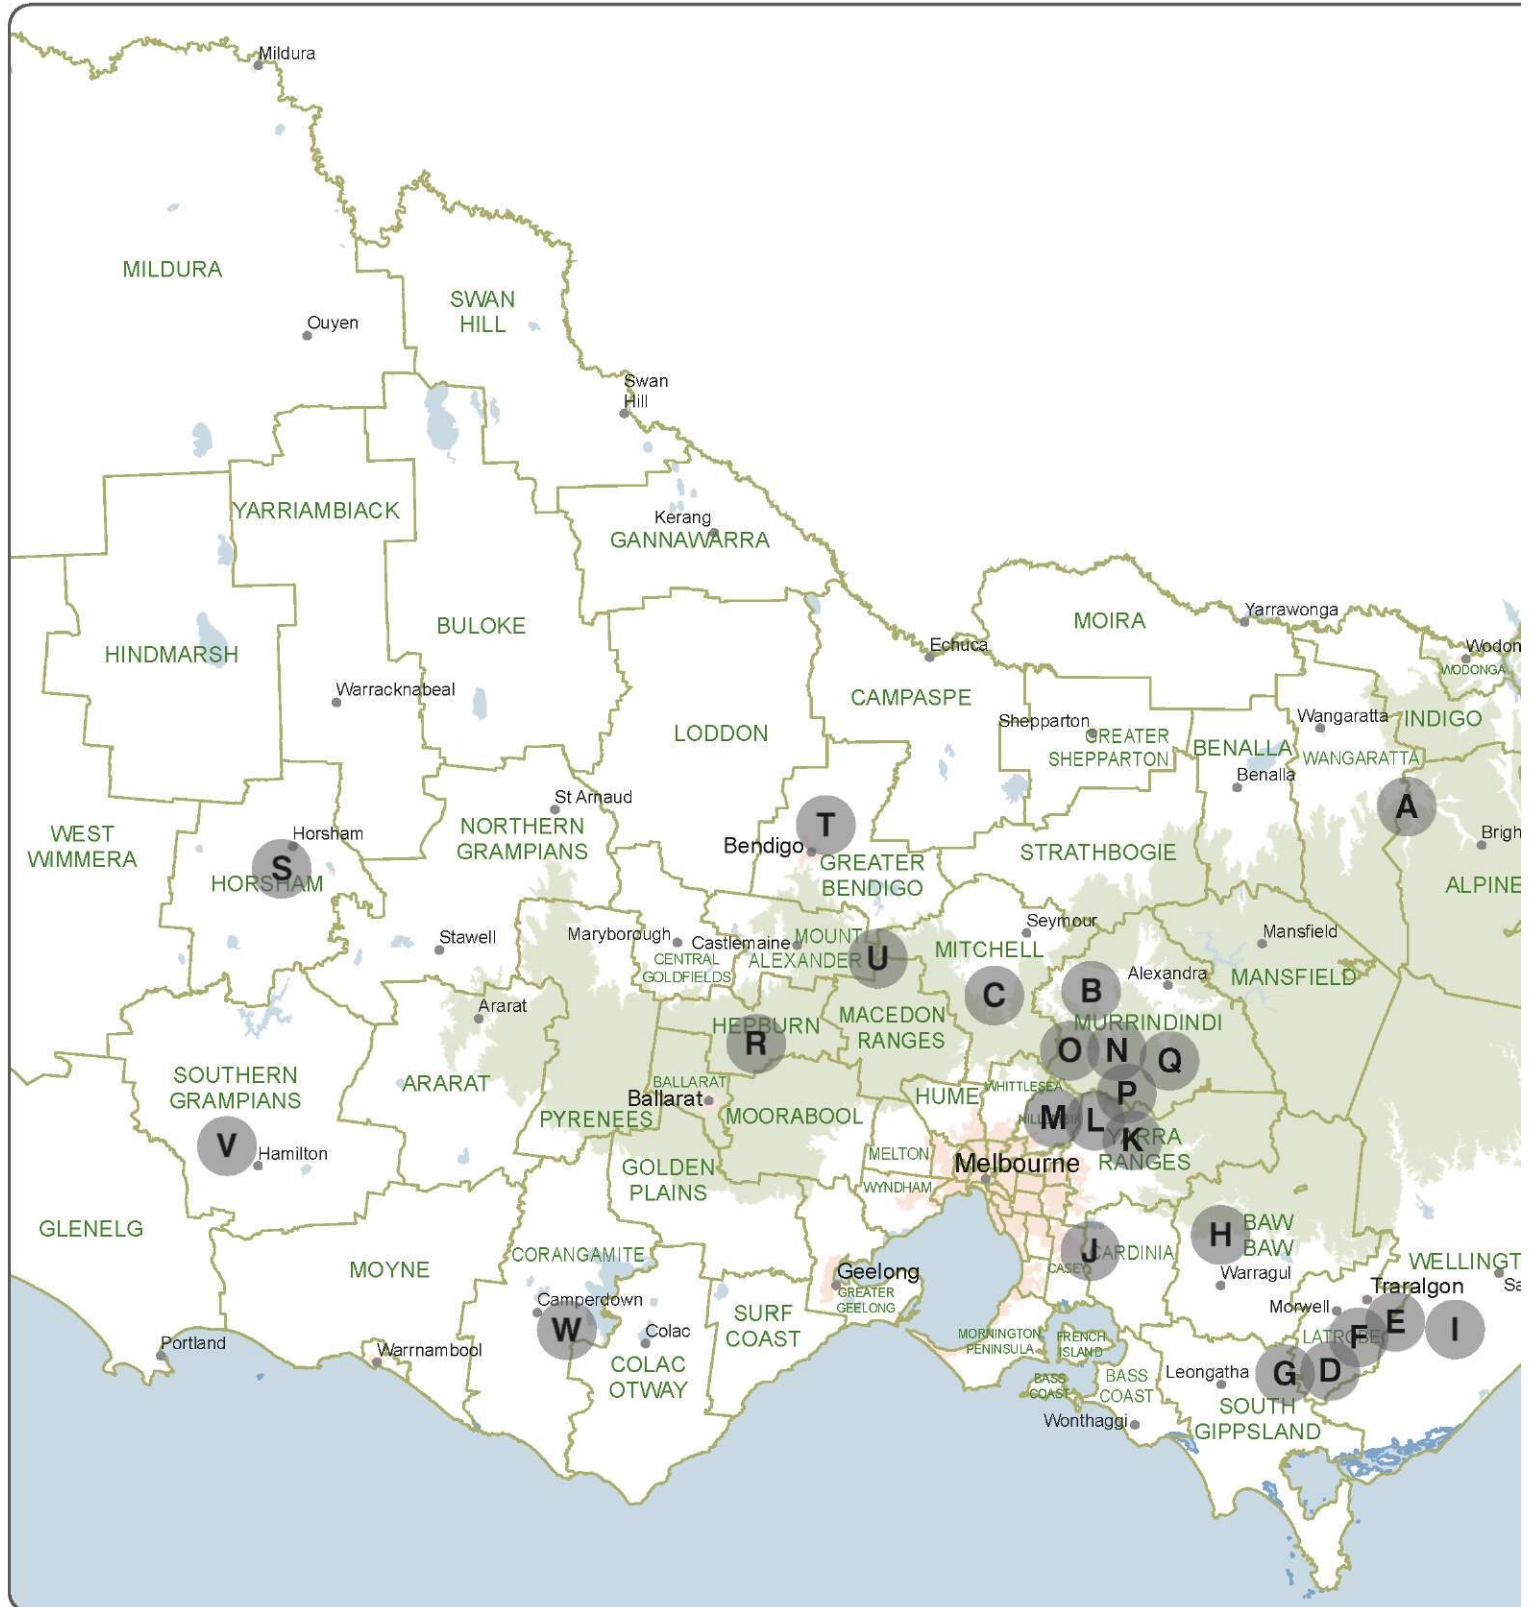 Mildura
MILDURA
SWAN
HILL
Ouyen
Swan
Hill
YARRIAMBIACK
Kerang
GANNAWARRA
HINDMARSH
BULOKE
MOIRA
Yarrawonga
Echuca
Wodon
WODONGA
Warracknabeal
CAMPASPE
LODDON
Shepparton
GREATER
SHEPPARTON
BENALLA
Benalla
Wangaratta
WANGARATTA
INDIGO
A
Brigh
ALPINE
WEST
WIMMERA
Horsham
S
HORSHAM
St Arnaud
NORTHERN
GRAMPIANS
T
Bendigo
GREATER
BENDIGO
STRATHBOGIE
Stawell
Maryborough
CENTRAL
GOLDFIELDS
Castlemaine
MOUNT
ALEXANDER
U
MITCHELL
Seymour
C
B
Alexandra
Mansfield
MANSFIELD
MURRINDINDI
Ararat
ARARAT
HEPBURN
R
MACEDON
RANGES
O
N
Q
P
SOUTHERN
GRAMPIANS
V
Hamilton
PYRENEES
BALLARAT
Ballarat
MOORABOOL
HUME
WHITTLESEA
M
L
K
YARRA
RANGES
MELTON
WYNDHAM
Melbourne
GOLDEN
PLAINS
GLENELG
MOYNE
CORANGAMITE
Camperdown
W
Colac
COLAC
OTWAY
SURF
COAST
Geelong
GREATER
GEELONG
J
CASEY
CARDINIA
H
BAW
BAW
Warragul
WELLINGT
Sa
Traralgon
Morwell
LATROBE
F
E
I
G
D
Leongatha
SOUTH
GIPPSLAND
MORNINGTON
PENINSULA
FRENCH
ISLAND
BASS
COAST
BASS
COAST
Wonthaggi
Portland
Warrnambool